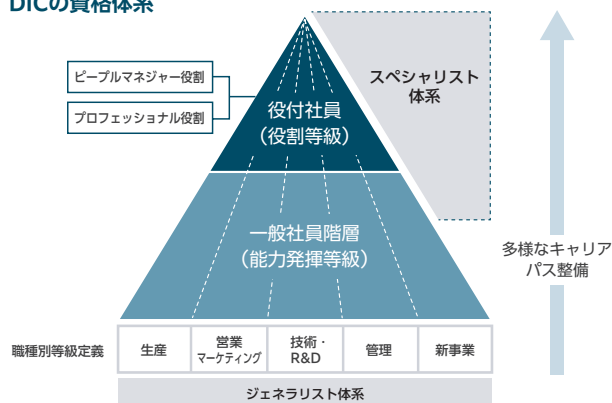 DICの資格体系
ピープルマネジャー役割
プロフェッショナル役割
役付社員
（役割等級）
スペシャリスト
体系
一般社員階層
（能力発揮等級）
多様なキャリア
パス整備
職種別等級定義
生産
営業
マーケティング
技術・
R&D
管理
新事業
ジェネラリスト体系